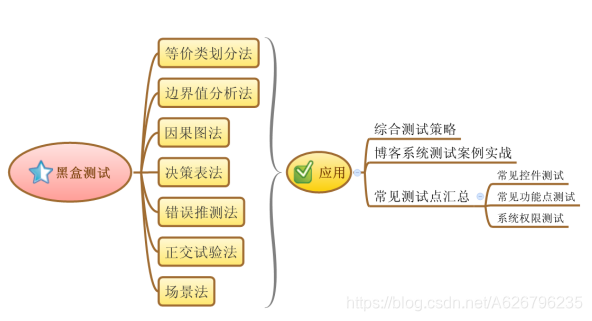 黑盒测试
等价类划分法
边界值分析法
因果图法
决策表法
错误推测法
正交试验法
场景法
应用
综合测试策略
博客系统测试案例实战
常见测试点汇总
常见控件测试
常见功能点测试
系统权限测试
https://blog.csdn.net/A626796235